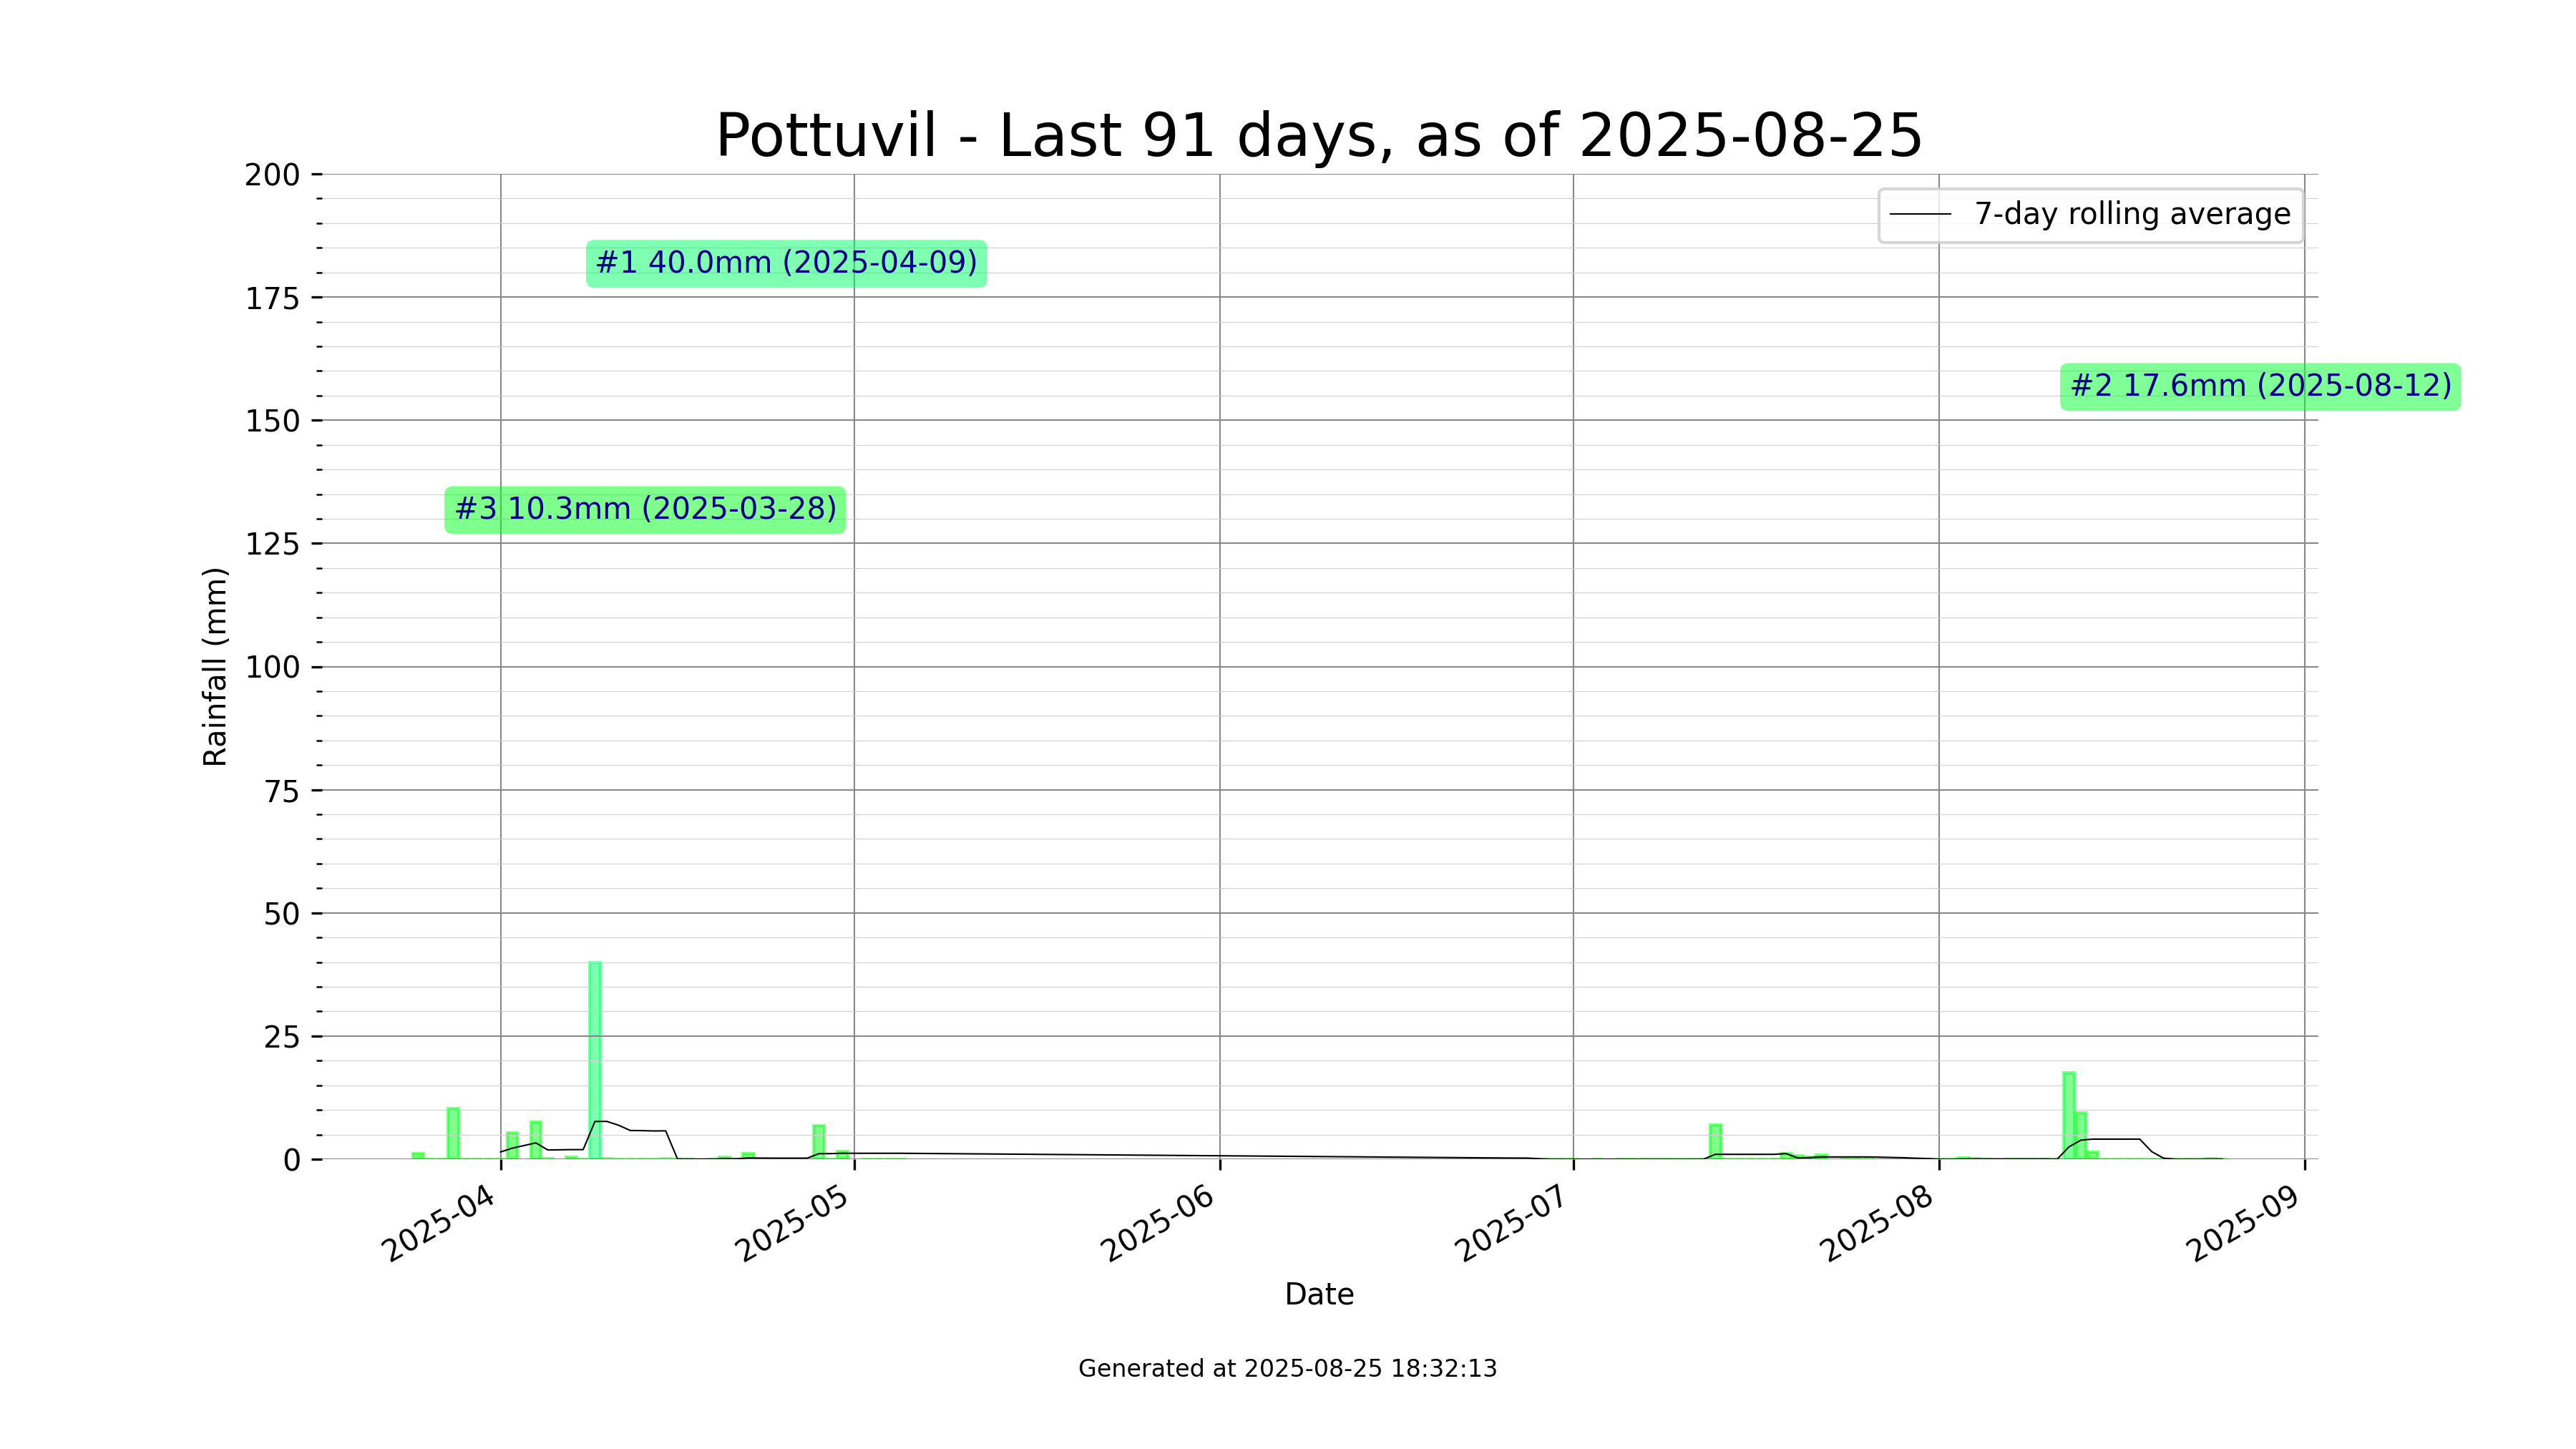 Pottuvil - Last 91 days, as of 2025-08-25
7-day rolling average
#1 40.0mm (2025-04-09)
#2 17.6mm (2025-08-12)
#3 10.3mm (2025-03-28)
Rainfall (mm)
200
175
150
125
100
75
50
25
0
2025-04
2025-05
2025-06
2025-07
2025-08
2025-09
Date
Generated at 2025-08-25 18:32:13